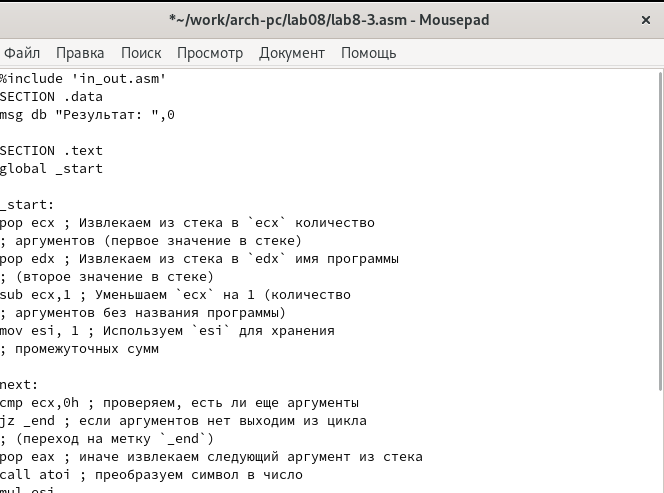 *~/work/arch-pc/lab08/lab8-3.asm - Mousepad
×
Файл Правка Поиск Просмотр Документ Помощь
%include 'in_out.asm'
SECTION .data
msg db "Результат: ",0
SECTION .text
global _start
_start:
pop ecx ; Извлекаем из стека в `ecx` количество
; аргументов (первое значение в стеке)
pop edx ; Извлекаем из стека в `edx` имя программы
; (второе значение в стеке)
sub ecx,1 ; Уменьшаем `ecx` на 1 (количество
; аргументов без названия программы)
mov esi, 1 ; Используем `esi` для хранения
; промежуточных сумм
next:
cmp ecx,0h ; проверяем, есть ли еще аргументы
jz _end ; если аргументов нет выходим из цикла
; (переход на метку `_end`)
pop eax ; иначе извлекаем следующий аргумент из стека
call atoi ; преобразуем символ в число
mul esi